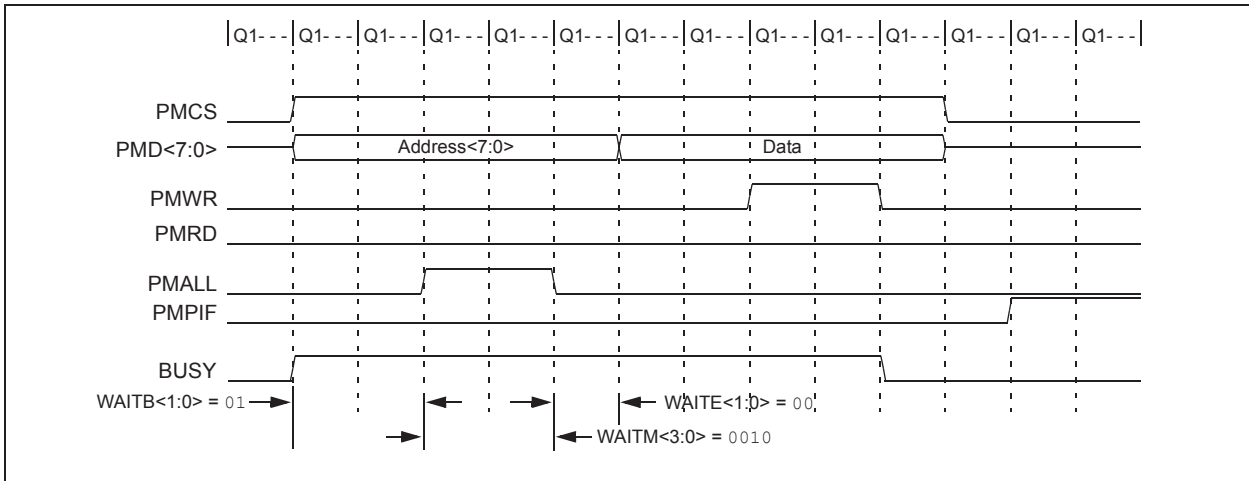 Q1- - - Q1- - - Q1- - - Q1- - - Q1- - - Q1- - - Q1- - - Q1- - - Q1- - - Q1- - - Q1- - - Q1- - - Q1- - - Q1- - -
PMCS
PMD<7:0> Address<7:0> Data
PMWR
PMRD
PMALL
PMPIF
BUSY
WAITB<1:0> = 01 WAITE<1:0> = 00
WAITM<3:0> = 0010